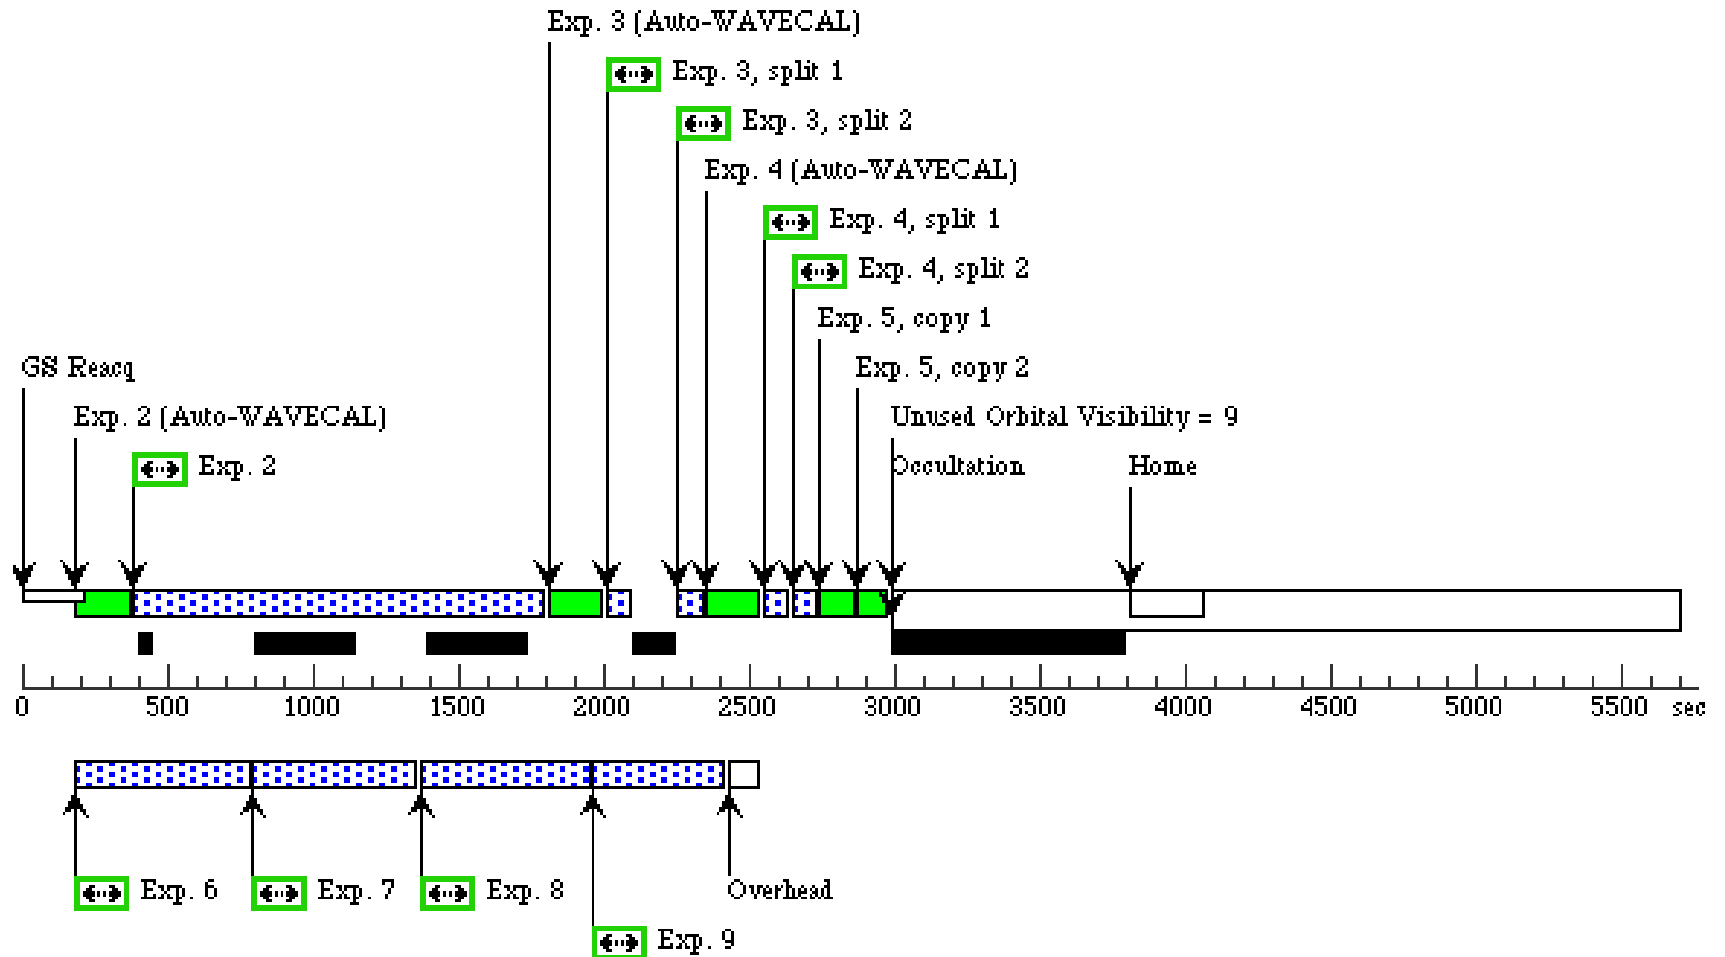 Exp. 3 (Auto-WAVECAL)
Exp. 3, split 1
Exp. 3, split 2
Exp. 4 (Auto-WAVECAL)
Exp. 4, split 1
Exp. 4, split 2
Exp. 5, copy 1
GS Reacq
Exp. 5, copy 2
Exp. 2 (Auto-WAVECAL)
Unused Orbital Visibility = 9
Exp. 2
Occultation
Home
0 500 1000 1500 2000 2500 3000 3500 4000 4500 5000 5500 sec
Exp. 6
Exp. 7
Exp. 8
Overhead
Exp. 9